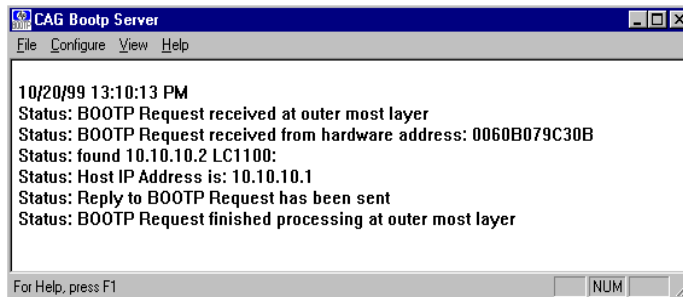 CAG Bootp Server
File Configure View Help
10/20/99 13:10:13 PM
Status: BOOTP Request received at outer most layer
Status: BOOTP Request received from hardware address: 0060B079C30B
Status: found 10.10.10.2 LC1100:
Status: Host IP Address is: 10.10.10.1
Status: Reply to BOOTP Request has been sent
Status: BOOTP Request finished processing at outer most layer
For Help, press F1 NUM